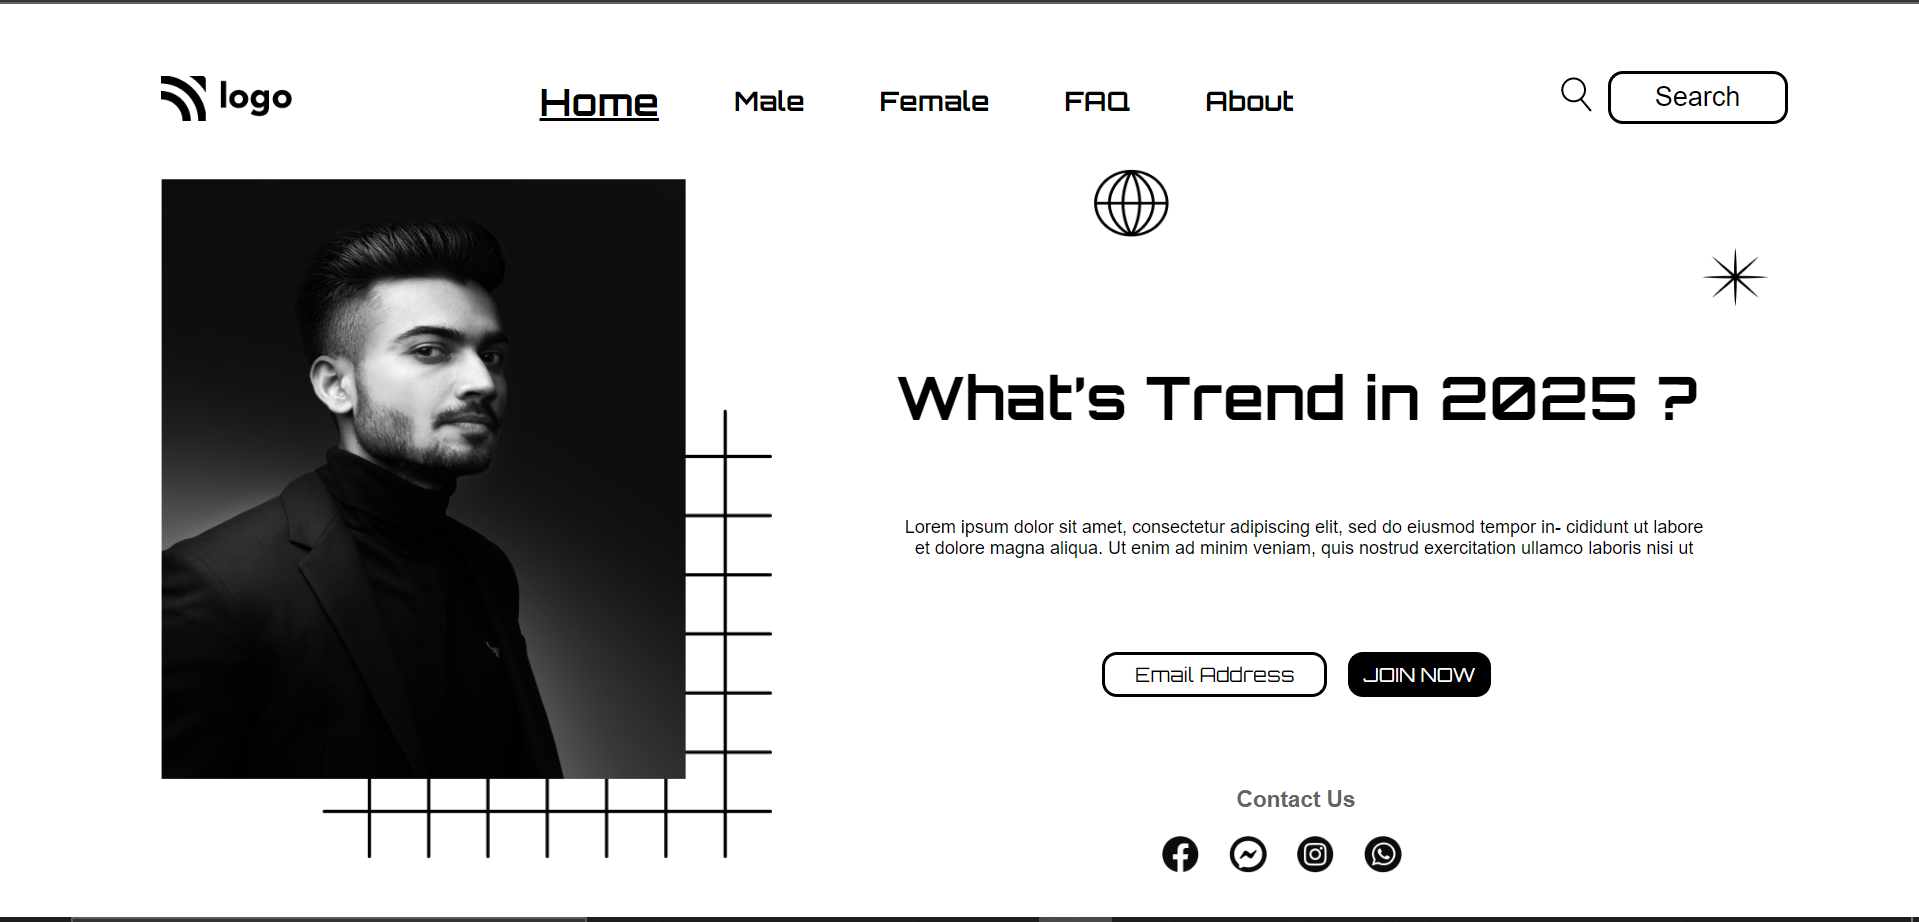 logo
Home Male Female FAQ About
Search
What's Trend in 2025 ?
Lorem ipsum dolor sit amet, consectetur adipiscing elit, sed do eiusmod tempor in- cididunt ut labore
et dolore magna aliqua. Ut enim ad minim veniam, quis nostrud exercitation ullamco laboris nisi ut
Email Address
JOIN NOW
Contact Us